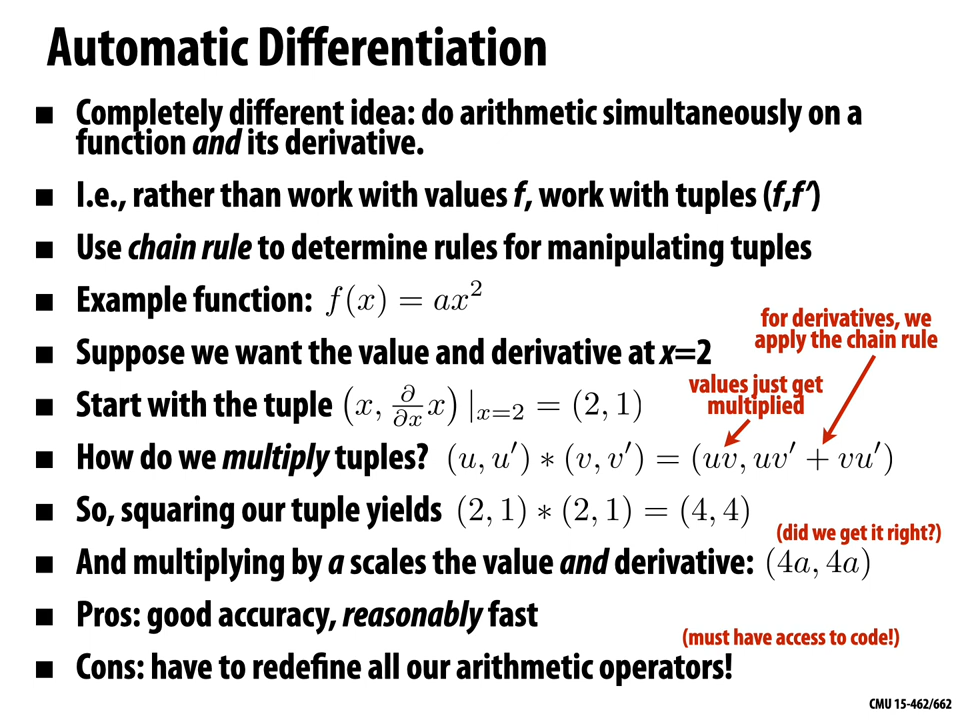 Automatic Differentiation
■ Completely different idea: do arithmetic simultaneously on a
function and its derivative.
■ I.e., rather than work with values f, work with tuples (f,f′)
■ Use chain rule to determine rules for manipulating tuples
■ Example function: f(x) = ax²
for derivatives, we
apply the chain rule
■ Suppose we want the value and derivative at x=2
values just get
multiplied
■ Start with the tuple (x, ∂/∂x x) |ₓ₌₂ = (2, 1)
■ How do we multiply tuples? (u, u′) ∗ (v, v′) = (uv, uv′ + vu′)
■ So, squaring our tuple yields (2, 1) ∗ (2, 1) = (4, 4)
(did we get it right?)
■ And multiplying by a scales the value and derivative: (4a, 4a)
■ Pros: good accuracy, reasonably fast
(must have access to code!)
■ Cons: have to redefine all our arithmetic operators!
CMU 15-462/662